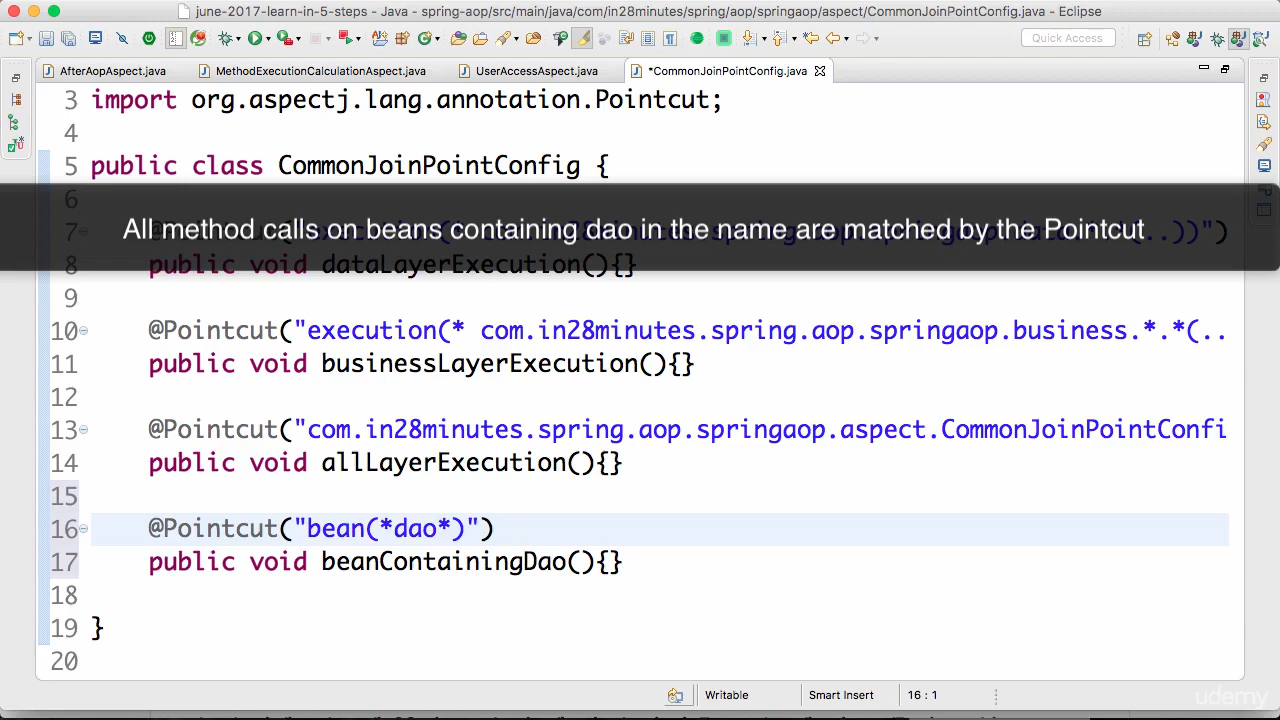 june-2017-learn-in-5-steps - Java - spring-aop/src/main/java/com/in28minutes/spring/aop/springaop/aspect/CommonJoinPointConfig.java - Eclipse
Quick Access
AfterAopAspect.java MethodExecutionCalculationAspect.java UserAccessAspect.java *CommonJoinPointConfig.java
3 import org.aspectj.lang.annotation.Pointcut;
4
5 public class CommonJoinPointConfig {
6
All method calls on beans containing dao in the name are matched by the Pointcut
7 (..))")
8 public void dataLayerExecution(){}
9
10 @Pointcut("execution(* com.in28minutes.spring.aop.springaop.business.*.*(..
11 public void businessLayerExecution(){}
12
13 @Pointcut("com.in28minutes.spring.aop.springaop.aspect.CommonJoinPointConfi
14 public void allLayerExecution(){}
15
16 @Pointcut("bean(*dao*)")
17 public void beanContainingDao(){}
18
19 }
20
Writable Smart Insert 16 : 1
udemy